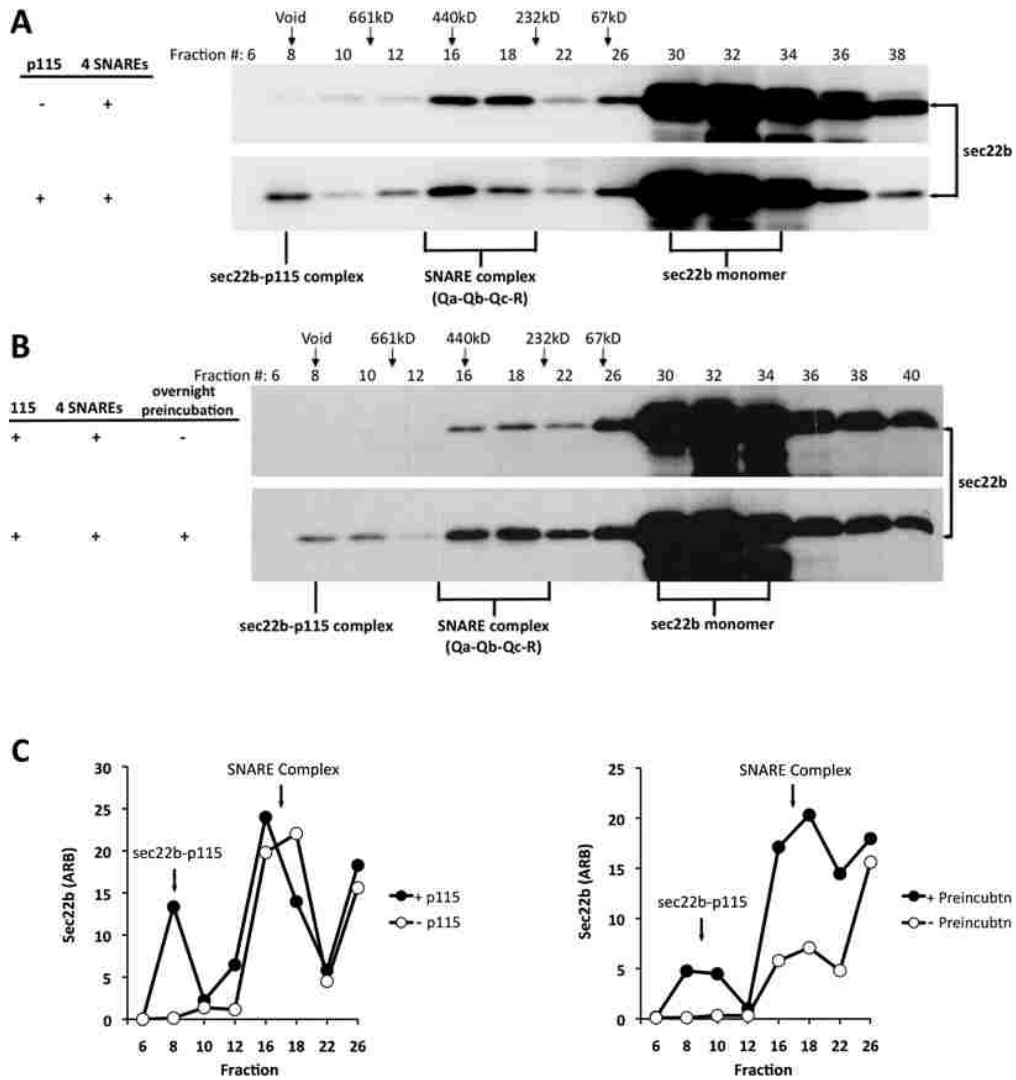 A
Void 661kD 440kD 232kD 67kD
Fraction #: 6 8 10 12 16 18 22 26 30 32 34 36 38
p115 4 SNAREs
- +
+ +
sec22b
sec22b-p115 complex
SNARE complex
(Qa-Qb-Qc-R)
sec22b monomer
B
Void 661kD 440kD 232kD 67kD
Fraction #: 6 8 10 12 16 18 22 26 30 32 34 36 38 40
115 4 SNAREs overnight
preincubation
+ + -
+ + +
sec22b
sec22b-p115 complex
SNARE complex
(Qa-Qb-Qc-R)
sec22b monomer
C
30
25
20
15
10
5
0
Sec22b (ARB)
SNARE Complex
sec22b-p115
+ p115
- p115
6 8 10 12 16 18 22 26
Fraction
25
20
15
10
5
0
Sec22b (ARB)
SNARE Complex
sec22b-p115
+ Preincubtn
- Preincubtn
6 8 10 12 16 18 22 26
Fraction